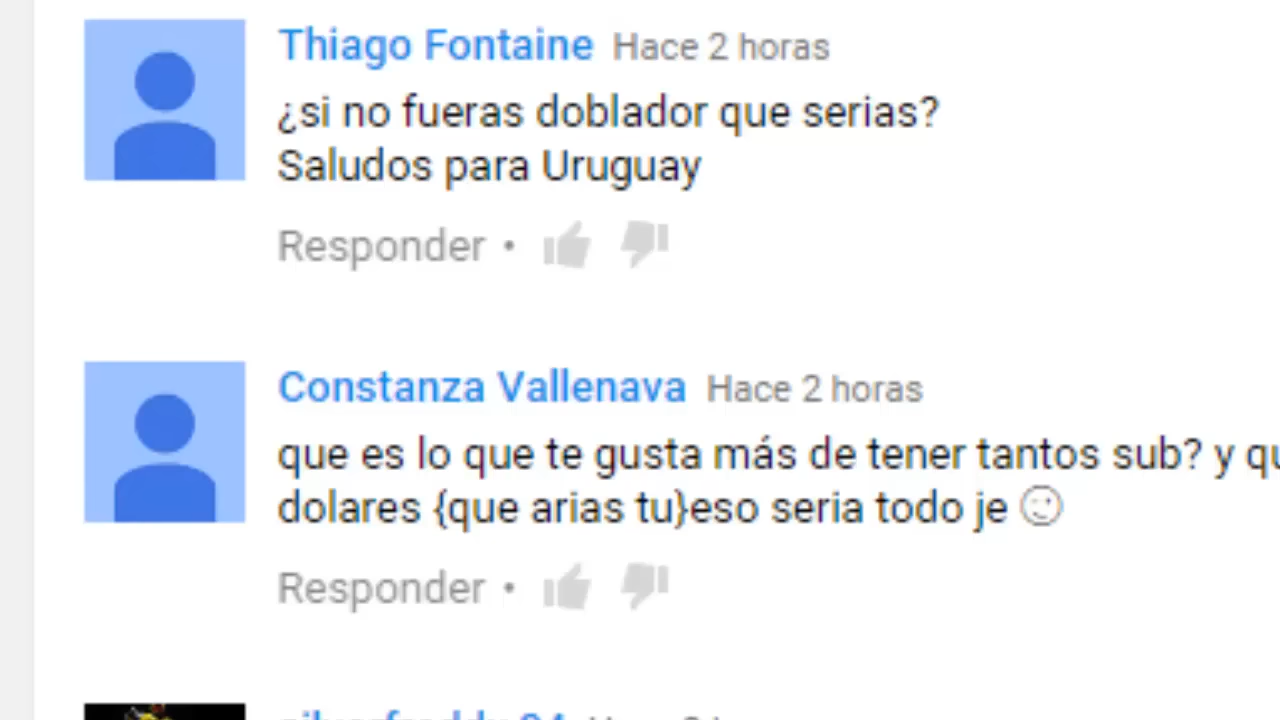 Thiago Fontaine Hace 2 horas
¿si no fueras doblador que serias?
Saludos para Uruguay
Responder •
Constanza Vallenava Hace 2 horas
que es lo que te gusta más de tener tantos sub? y
dolares {que arias tu}eso seria todo je
Responder •